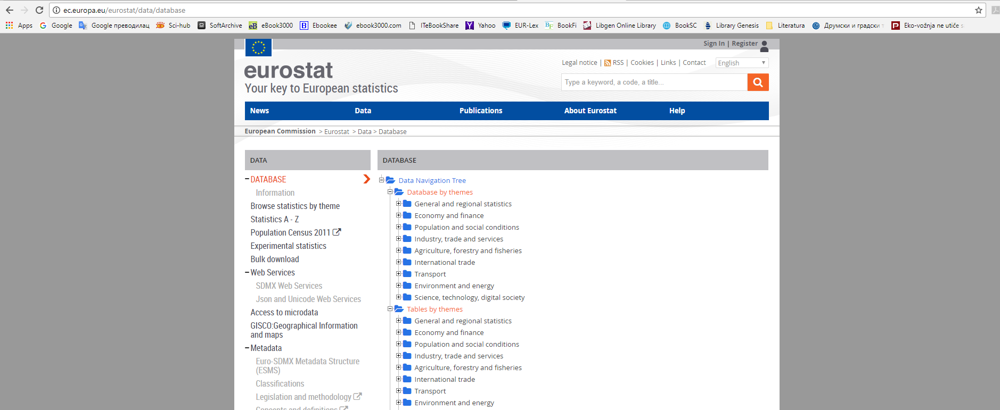 ec.europa.eu/eurostat/data/database
Apps Google Google преводилац Sci-hub SoftArchive eBook3000 Ebookee ebook3000.com ITeBookShare Yahoo EUR-Lex BookFi Libgen Online Library BookSC Library Genesis Literatura Друмски и градски Eko-vožnja ne utiče
Sign In | Register
Legal notice | RSS | Cookies | Links | Contact English
eurostat
Your key to European statistics
Type a keyword, a code, a title...
News Data Publications About Eurostat Help
European Commission > Eurostat > Data > Database
DATA
DATABASE
Information
Browse statistics by theme
Statistics A - Z
Population Census 2011
Experimental statistics
Bulk download
Web Services
SDMX Web Services
Json and Unicode Web Services
Access to microdata
GISCO:Geographical Information
and maps
Metadata
Euro-SDMX Metadata Structure
(ESMS)
Classifications
Legislation and methodology
Concepts and definitions
DATABASE
Data Navigation Tree
Database by themes
General and regional statistics
Economy and finance
Population and social conditions
Industry, trade and services
Agriculture, forestry and fisheries
International trade
Transport
Environment and energy
Science, technology, digital society
Tables by themes
General and regional statistics
Economy and finance
Population and social conditions
Industry, trade and services
Agriculture, forestry and fisheries
International trade
Transport
Environment and energy